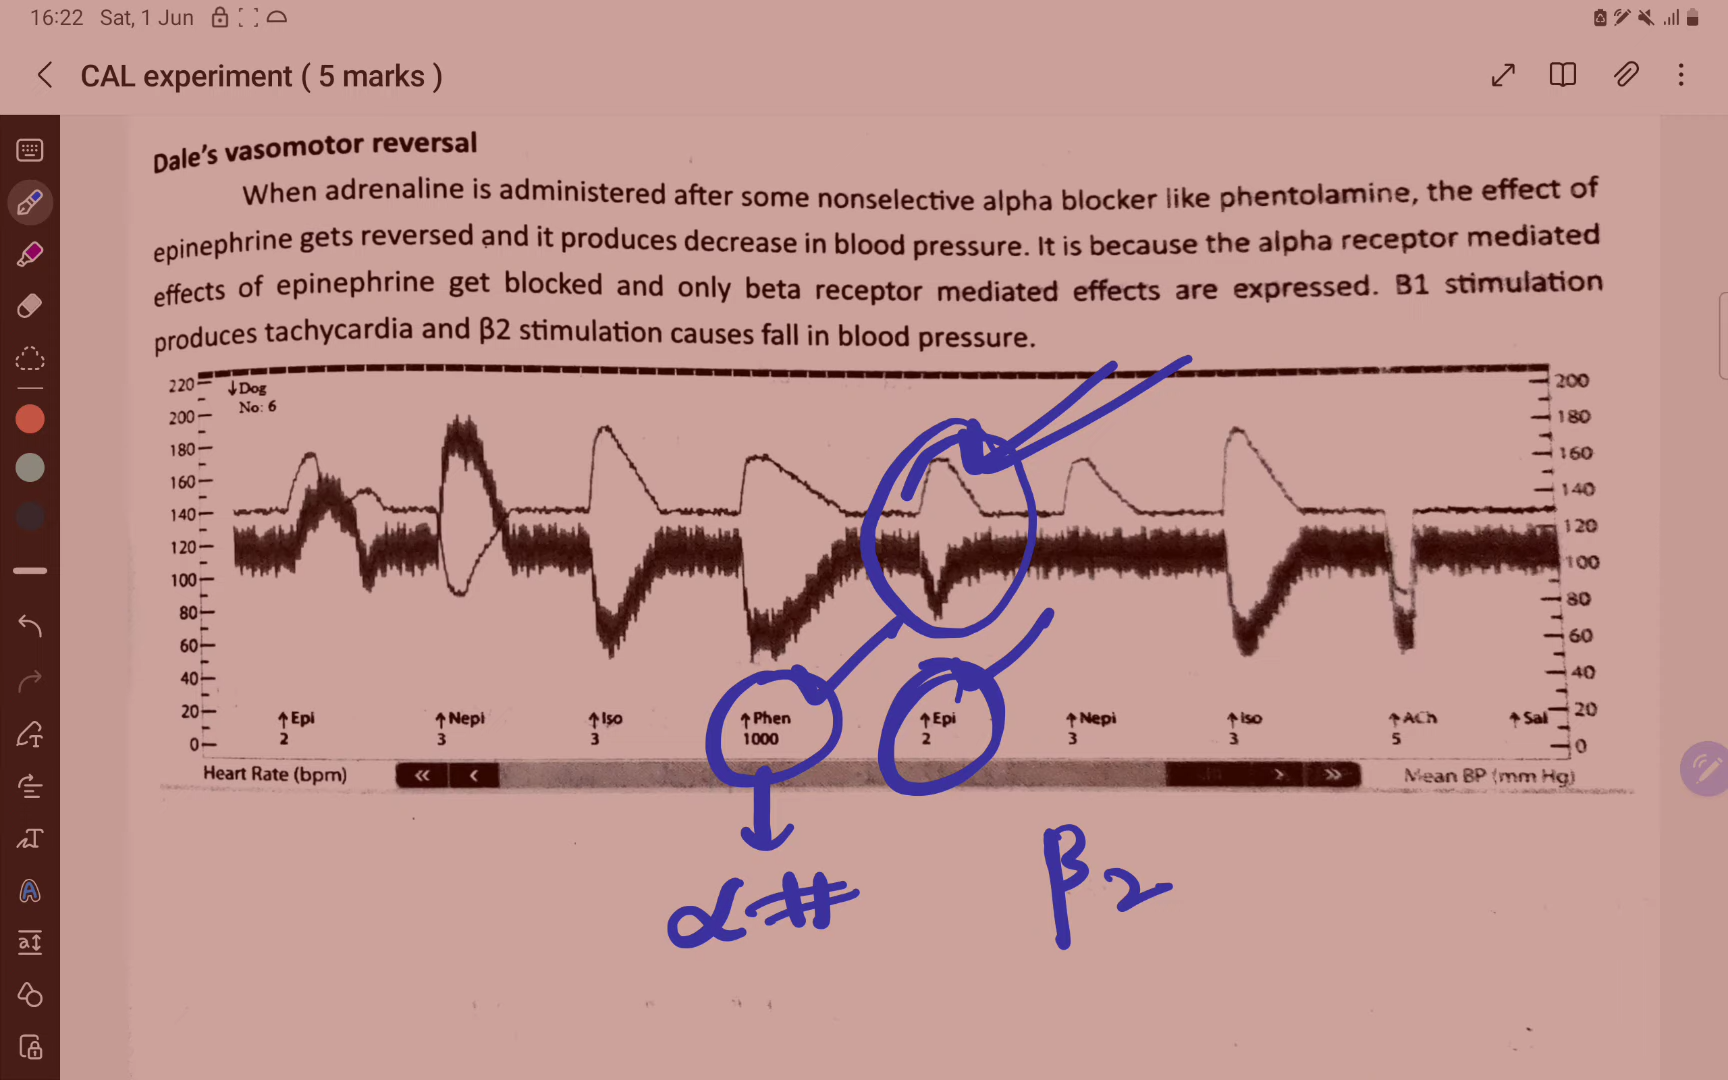 16:22 Sat, 1 Jun
CAL experiment ( 5 marks )
Dale's vasomotor reversal
When adrenaline is administered after some nonselective alpha blocker like phentolamine, the effect of
epinephrine gets reversed and it produces decrease in blood pressure. It is because the alpha receptor mediated
effects of epinephrine get blocked and only beta receptor mediated effects are expressed. B1 stimulation
produces tachycardia and β2 stimulation causes fall in blood pressure.
220 ↓Dog 200
No: 6
200 180
180 160
160 140
140 120
120 100
100 80
80 60
60 40
40 20
20 0
0
↑Epi ↑Nepi ↑Iso ↑Phen ↑Epi ↑Nepi ↑Iso ↑ACh ↑Sal
2 3 3 1000 2 3 3 5
Heart Rate (bpm) « ‹ › » Mean BP (mm Hg)
α # β2